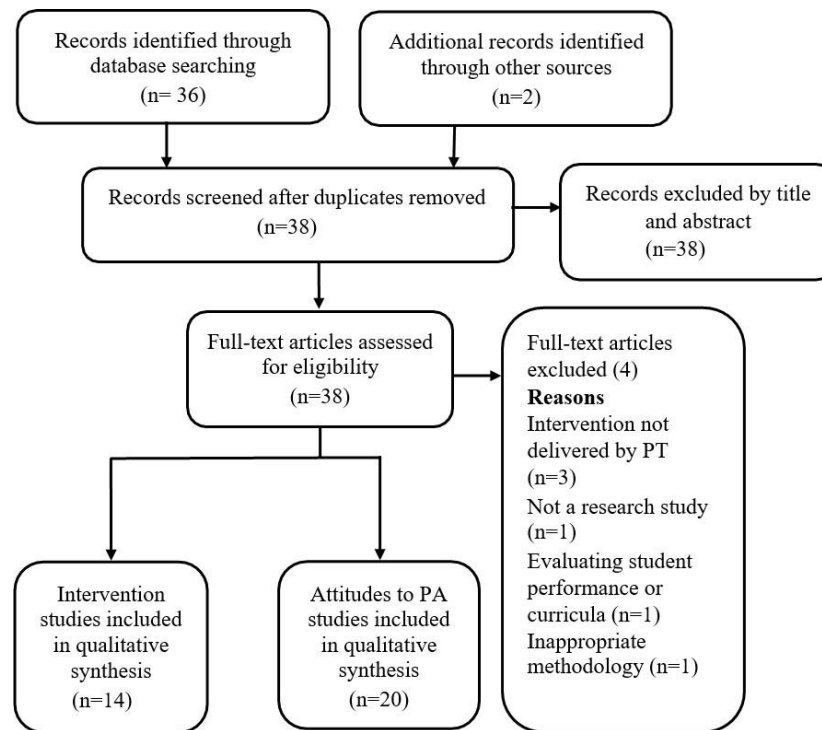 Records identified through
database searching
(n= 36)
Additional records identified
through other sources
(n=2)
Records screened after duplicates removed
(n=38)
Records excluded by title
and abstract
(n=38)
Full-text articles assessed
for eligibility
(n=38)
Full-text articles
excluded (4)
Reasons
Intervention not
delivered by PT
(n=3)
Not a research study
(n=1)
Evaluating student
performance or
curricula (n=1)
Inappropriate
methodology (n=1)
Intervention
studies included
in qualitative
synthesis
(n=14)
Attitudes to PA
studies included
in qualitative
synthesis
(n=20)